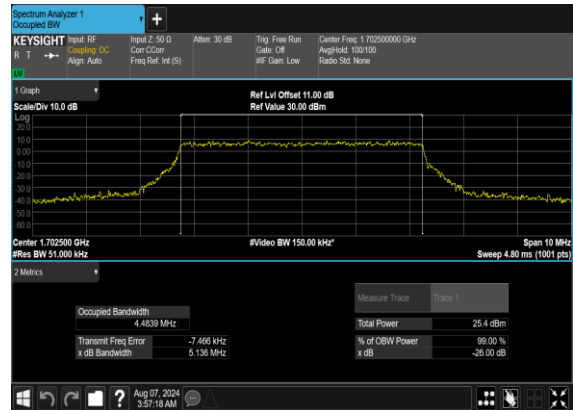 Spectrum Analyzer 1
Occupied BW
KEYSIGHT
R T
Input: RF
Coupling: DC
Align: Auto
Input Z: 50 Ω
Corr CCorr
Freq Ref: Int (S)
Atten: 30 dB
Trig: Free Run
Gate: Off
#IF Gain: Low
Center Freq: 1.702500000 GHz
Avg|Hold: 100/100
Radio Std: None
1 Graph
Scale/Div 10.0 dB
Ref Lvl Offset 11.00 dB
Ref Value 30.00 dBm
Log
20.0
10.0
0.00
-10.0
-20.0
-30.0
-40.0
-50.0
-60.0
Center 1.702500 GHz
#Res BW 51.000 kHz
#Video BW 150.00 kHz*
Span 10 MHz
Sweep 4.80 ms (1001 pts)
2 Metrics
Measure Trace Trace 1
Occupied Bandwidth
4.4839 MHz
Total Power 25.4 dBm
Transmit Freq Error -7.466 kHz
% of OBW Power 99.00 %
x dB Bandwidth 5.136 MHz
x dB -26.00 dB
Aug 07, 2024
3:57:18 AM